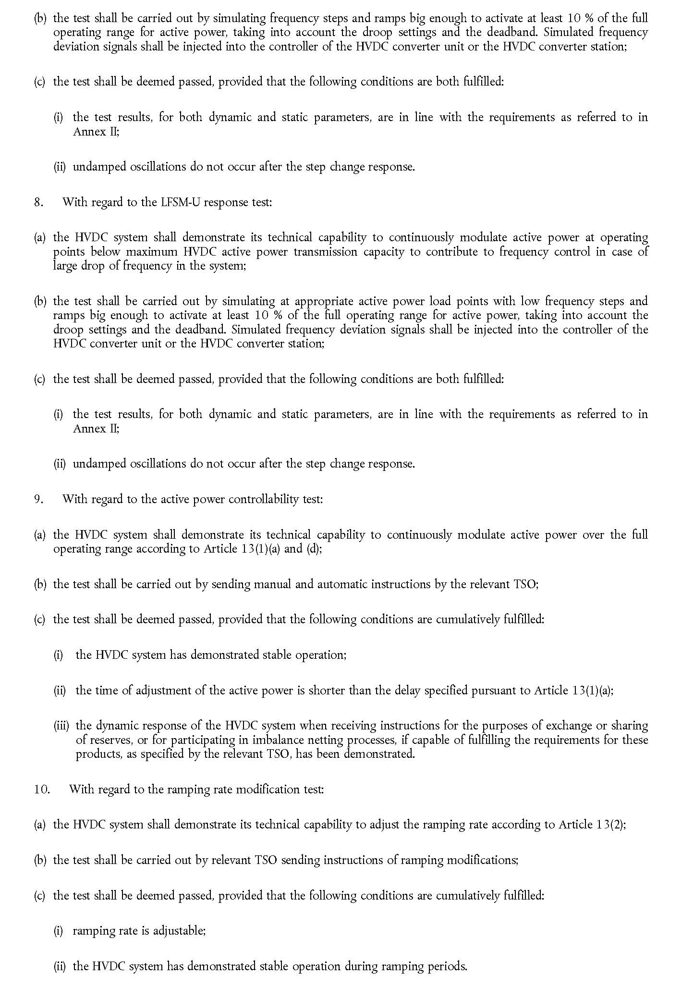 (b) the test shall be carried out by simulating frequency steps and ramps big enough to activate at least 10 % of the full
operating range for active power, taking into account the droop settings and the deadband. Simulated frequency
deviation signals shall be injected into the controller of the HVDC converter unit or the HVDC converter station;
(c) the test shall be deemed passed, provided that the following conditions are both fulfilled:
(i) the test results, for both dynamic and static parameters, are in line with the requirements as referred to in
Annex II;
(ii) undamped oscillations do not occur after the step change response.
8. With regard to the LFSM-U response test:
(a) the HVDC system shall demonstrate its technical capability to continuously modulate active power at operating
points below maximum HVDC active power transmission capacity to contribute to frequency control in case of
large drop of frequency in the system;
(b) the test shall be carried out by simulating at appropriate active power load points with low frequency steps and
ramps big enough to activate at least 10 % of the full operating range for active power, taking into account the
droop settings and the deadband. Simulated frequency deviation signals shall be injected into the controller of the
HVDC converter unit or the HVDC converter station;
(c) the test shall be deemed passed, provided that the following conditions are both fulfilled:
(i) the test results, for both dynamic and static parameters, are in line with the requirements as referred to in
Annex II;
(ii) undamped oscillations do not occur after the step change response.
9. With regard to the active power controllability test:
(a) the HVDC system shall demonstrate its technical capability to continuously modulate active power over the full
operating range according to Article 13(1)(a) and (d);
(b) the test shall be carried out by sending manual and automatic instructions by the relevant TSO;
(c) the test shall be deemed passed, provided that the following conditions are cumulatively fulfilled:
(i) the HVDC system has demonstrated stable operation;
(ii) the time of adjustment of the active power is shorter than the delay specified pursuant to Article 13(1)(a);
(iii) the dynamic response of the HVDC system when receiving instructions for the purposes of exchange or sharing
of reserves, or for participating in imbalance netting processes, if capable of fulfilling the requirements for these
products, as specified by the relevant TSO, has been demonstrated.
10. With regard to the ramping rate modification test:
(a) the HVDC system shall demonstrate its technical capability to adjust the ramping rate according to Article 13(2);
(b) the test shall be carried out by relevant TSO sending instructions of ramping modifications;
(c) the test shall be deemed passed, provided that the following conditions are cumulatively fulfilled:
(i) ramping rate is adjustable;
(ii) the HVDC system has demonstrated stable operation during ramping periods.